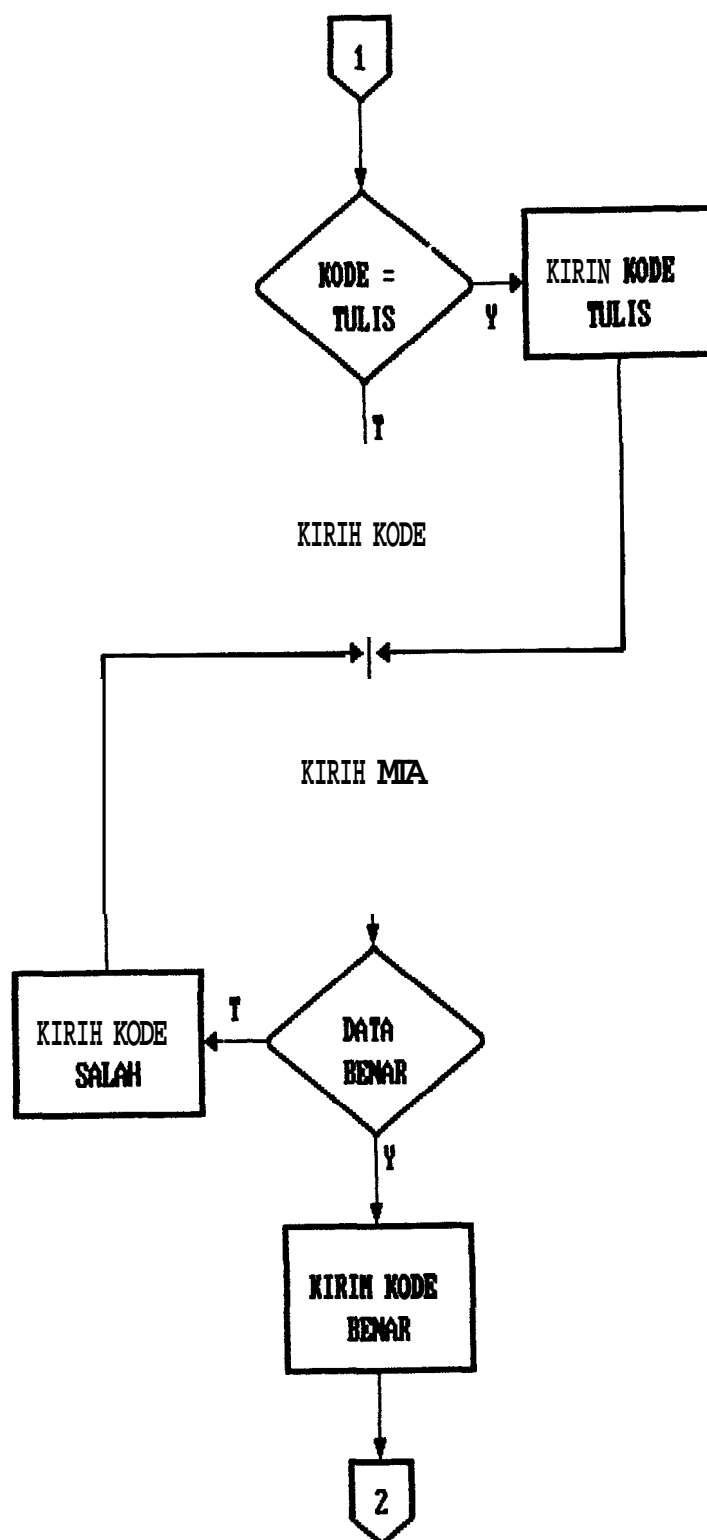 1
KODE =
TULIS
Y
KIRIN KODE
TULIS
T
KIRIH KODE
KIRIH MTA
T
KIRIH KODE
SALAH
DATA
BENAR
Y
KIRIM KODE
BENAR
2